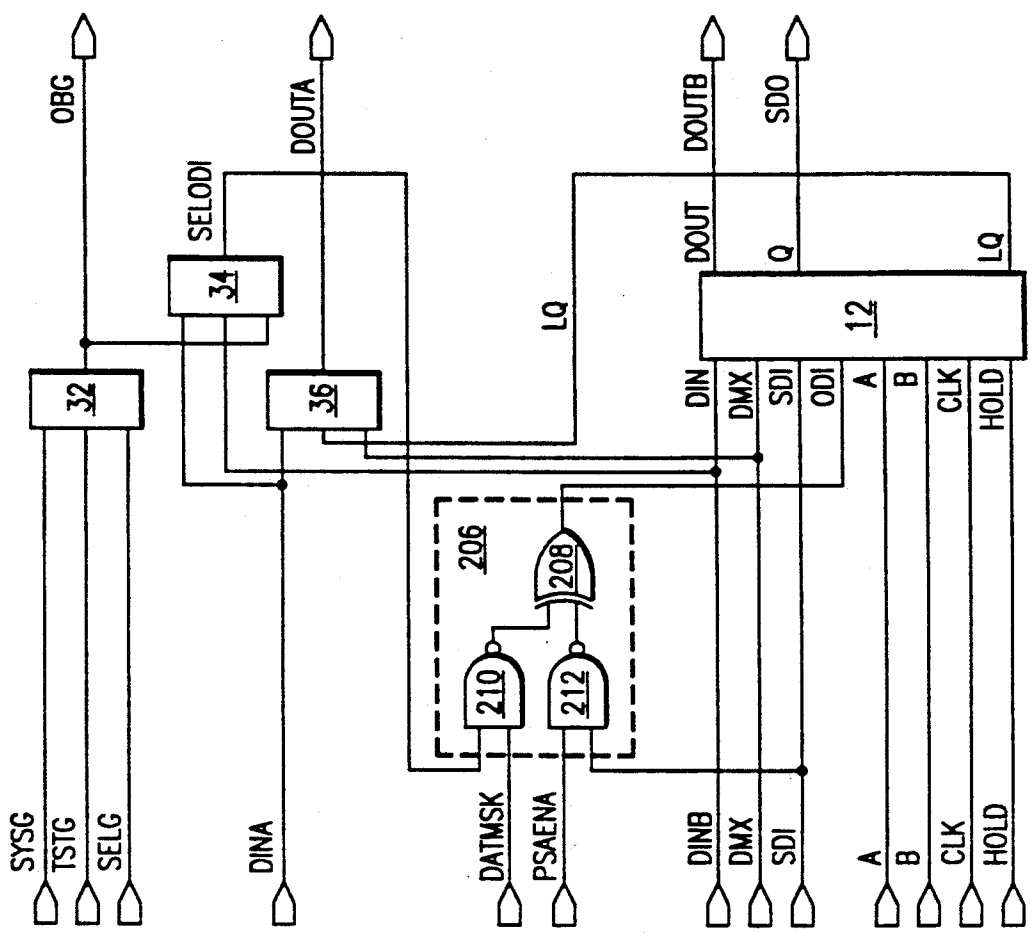 OBG
DOUTA
DOUTB
SDO
SELODI
34
32
36
LQ
DOUT
Q
LQ
12
DIN
DMX
SDI
ODI
A
B
CLK
HOLD
206
208
210
212
SYSG
TSTG
SELG
DINA
DATMSK
PSAENA
DINB
DMX
SDI
A
B
CLK
HOLD